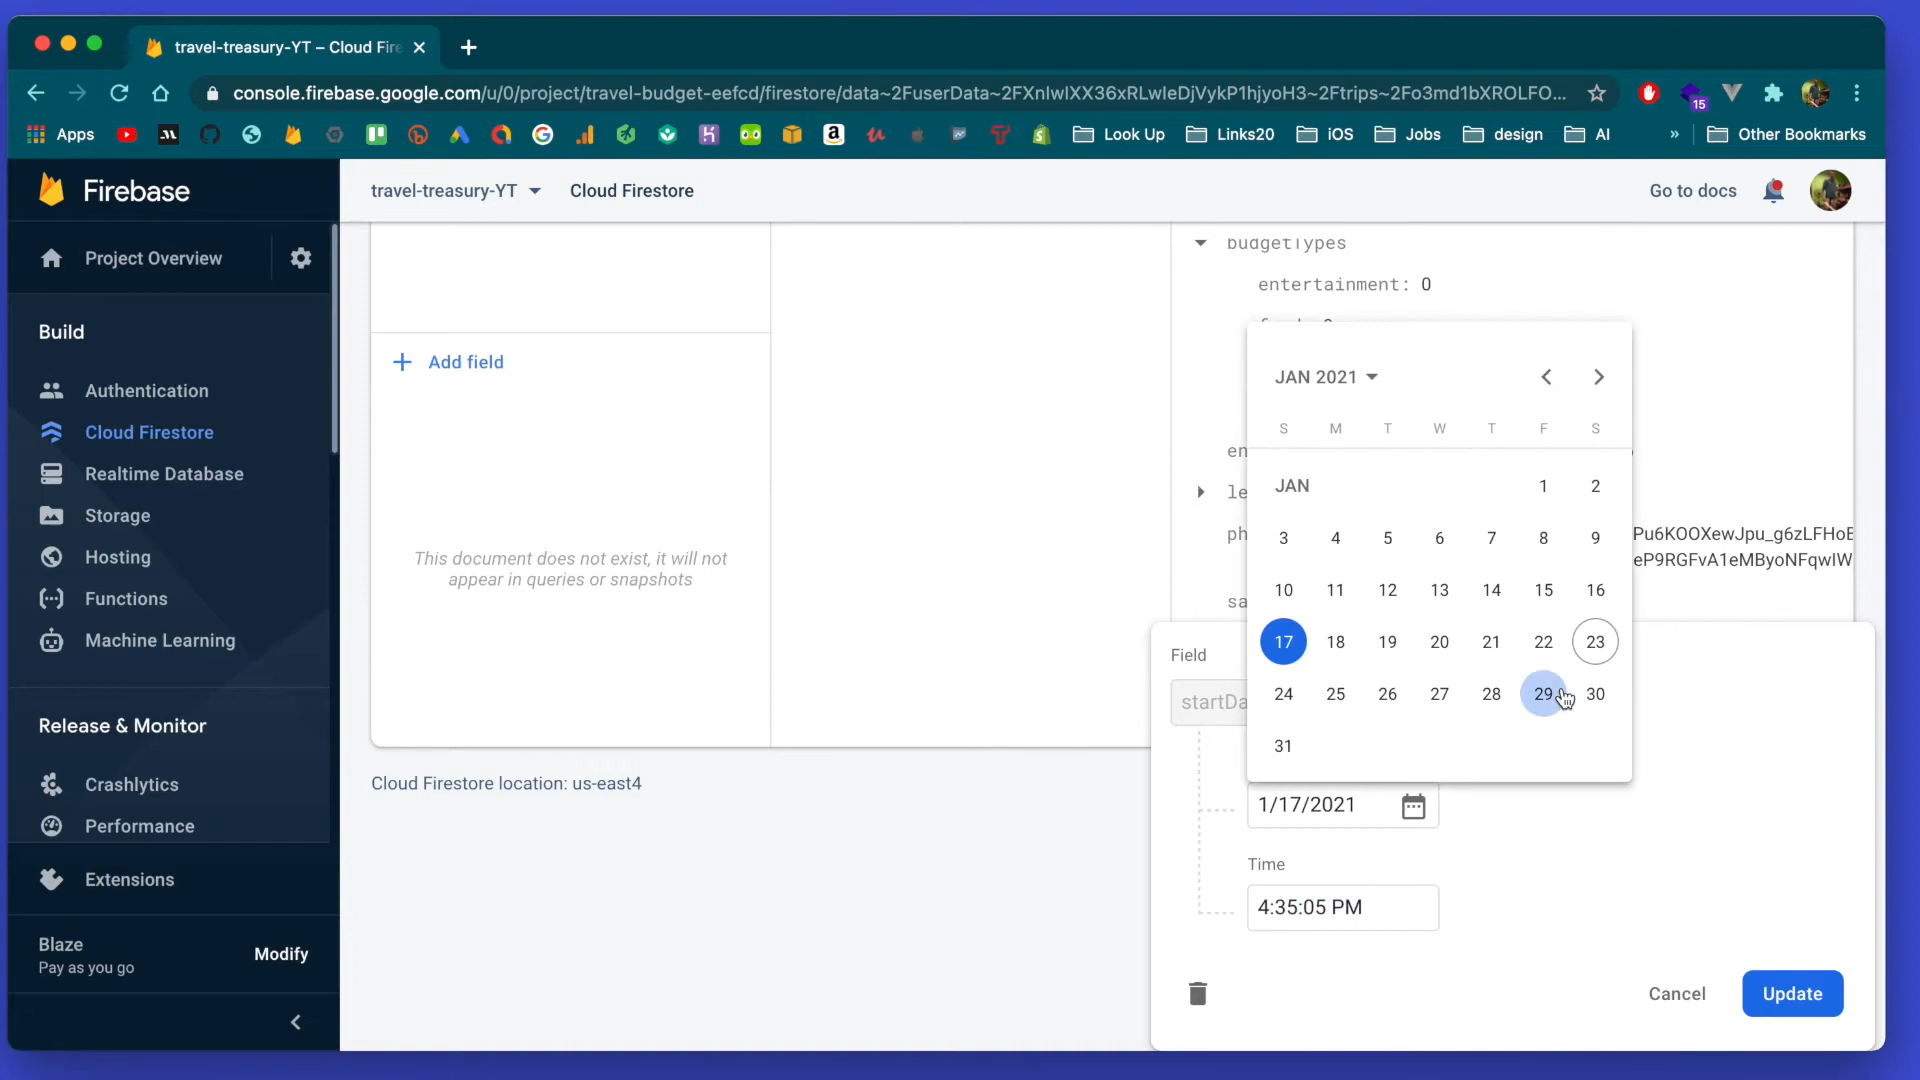 travel-treasury-YT – Cloud Fire
console.firebase.google.com/u/0/project/travel-budget-eefcd/firestore/data~2FuserData~2FXnlwIXX36xRLwleDjVykP1hjyoH3~2Ftrips~2Fo3md1bXROLFO...
15
Apps
Look Up
Links20
iOS
Jobs
design
AI
»
Other Bookmarks
Firebase
travel-treasury-YT
Cloud Firestore
Go to docs
Project Overview
Build
Authentication
Cloud Firestore
Realtime Database
Storage
Hosting
Functions
Machine Learning
Release & Monitor
Crashlytics
Performance
Extensions
Blaze
Pay as you go
Modify
Add field
This document does not exist, it will not
appear in queries or snapshots
Cloud Firestore location: us-east4
budgetTypes
entertainment: 0
en
le
ph
Pu6KOOXewJpu_g6zLFHoE
eP9RGFvA1eMByoNFqwIW
sa
JAN 2021
S M T W T F S
JAN 1 2
3 4 5 6 7 8 9
10 11 12 13 14 15 16
17 18 19 20 21 22 23
24 25 26 27 28 29 30
31
Field
startDa
1/17/2021
Time
4:35:05 PM
Cancel
Update